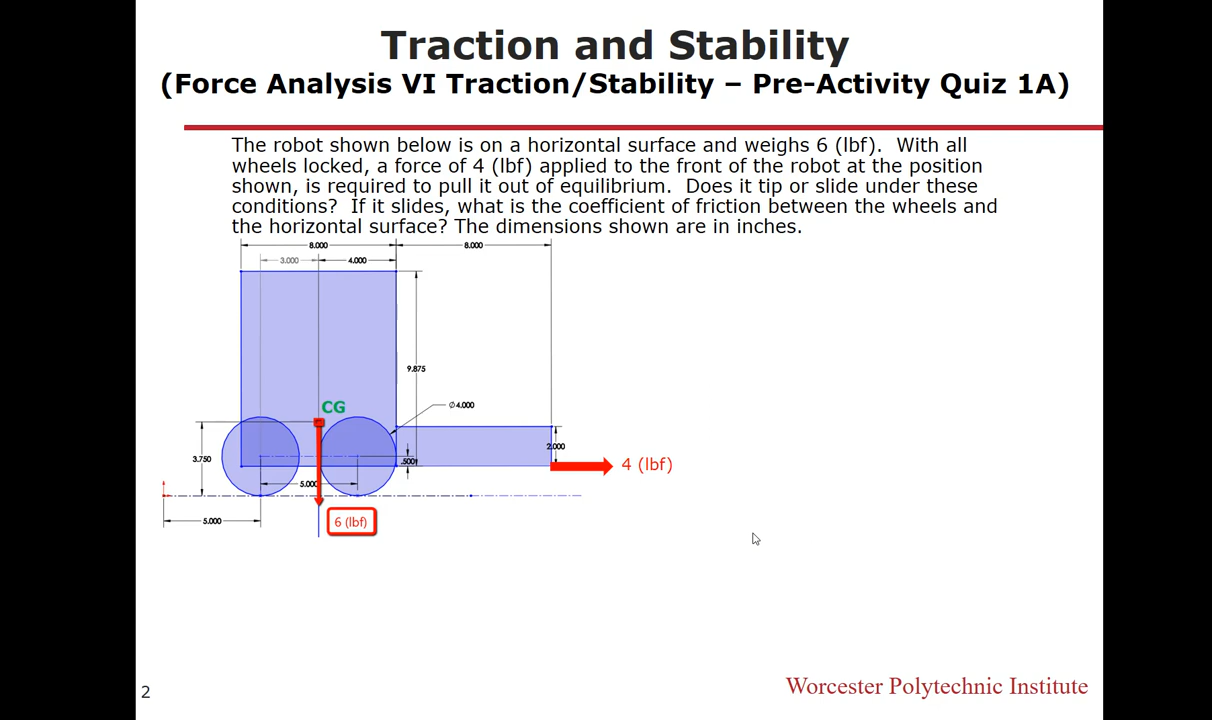 Traction and Stability
(Force Analysis VI Traction/Stability – Pre-Activity Quiz 1A)
The robot shown below is on a horizontal surface and weighs 6 (lbf). With all
wheels locked, a force of 4 (lbf) applied to the front of the robot at the position
shown, is required to pull it out of equilibrium. Does it tip or slide under these
conditions? If it slides, what is the coefficient of friction between the wheels and
the horizontal surface? The dimensions shown are in inches.
8.000
8.000
3.000
4.000
9.875
CG
Ø4.000
2.000
3.750
.500
4 (lbf)
5.000
5.000
6 (lbf)
2
Worcester Polytechnic Institute